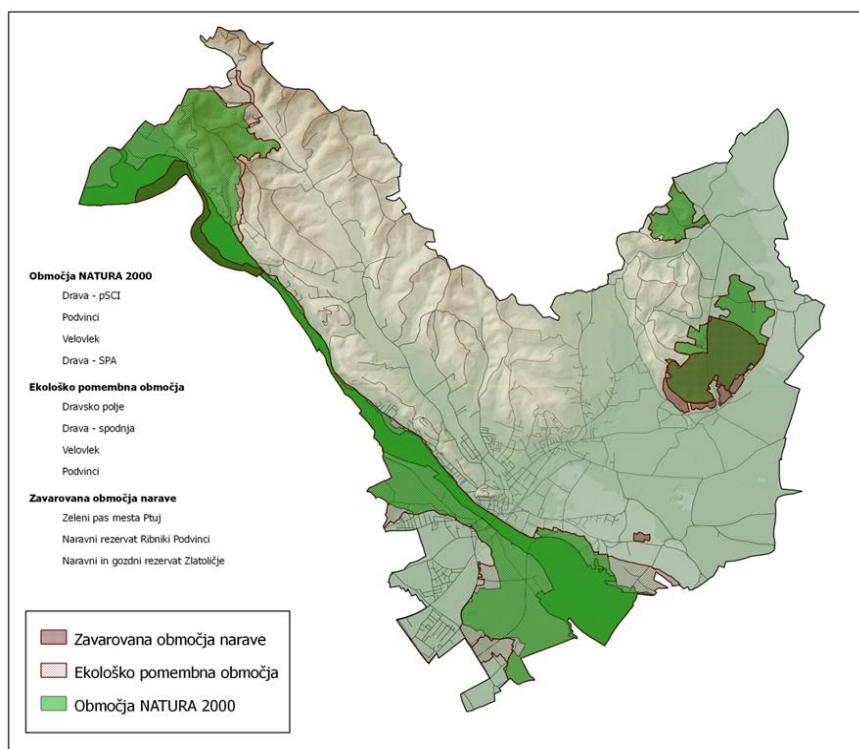 Območja NATURA 2000
Drava - pSCI
Podvinci
Velovlek
Drava - SPA
Ekološko pomembna območja
Dravsko polje
Drava - spodnja
Velovlek
Podvinci
Zavarovana območja narave
Zeleni pas mesta Ptuj
Naravni rezervat Ribniki Podvinci
Naravni in gozdni rezervat Zlatoličje
Zavarovana območja narave
Ekološko pomembna območja
Območja NATURA 2000